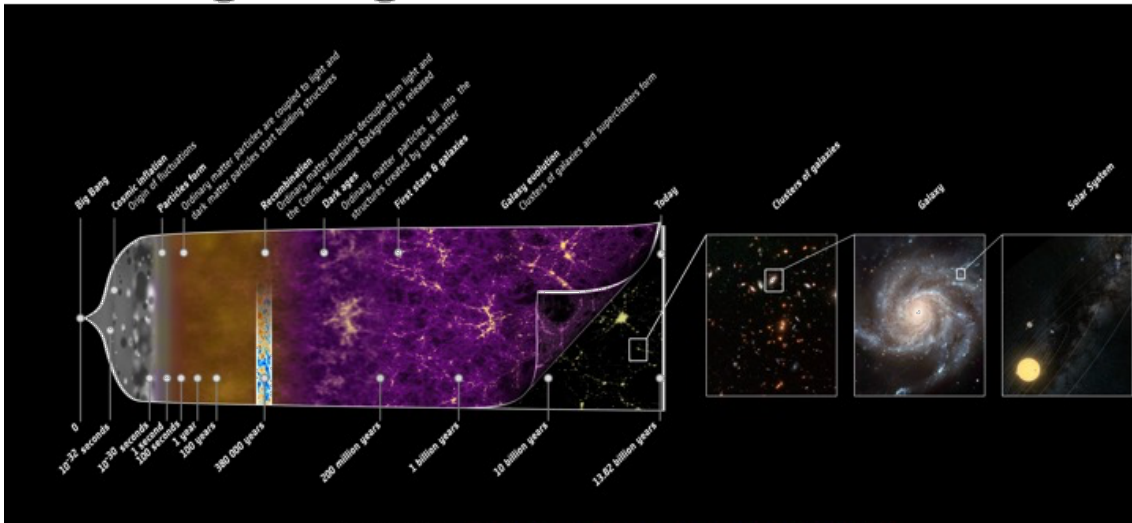 Big Bang
Cosmic inflation
Origin of fluctuations
Particles form
Ordinary matter particles are coupled to light and
dark matter particles start building structures
Recombination
Ordinary matter particles decouple from light and
the Cosmic Microwave Background is released
Dark ages
Ordinary matter particles fall into the
structures created by dark matter
First stars & galaxies
Galaxy evolution
Clusters of galaxies and superclusters form
Today
Clusters of galaxies
Galaxy
Solar System
0
10-32 seconds
10-30 seconds
1 second
100 seconds
1 year
100 years
380 000 years
200 million years
1 billion years
10 billion years
13.82 billion years